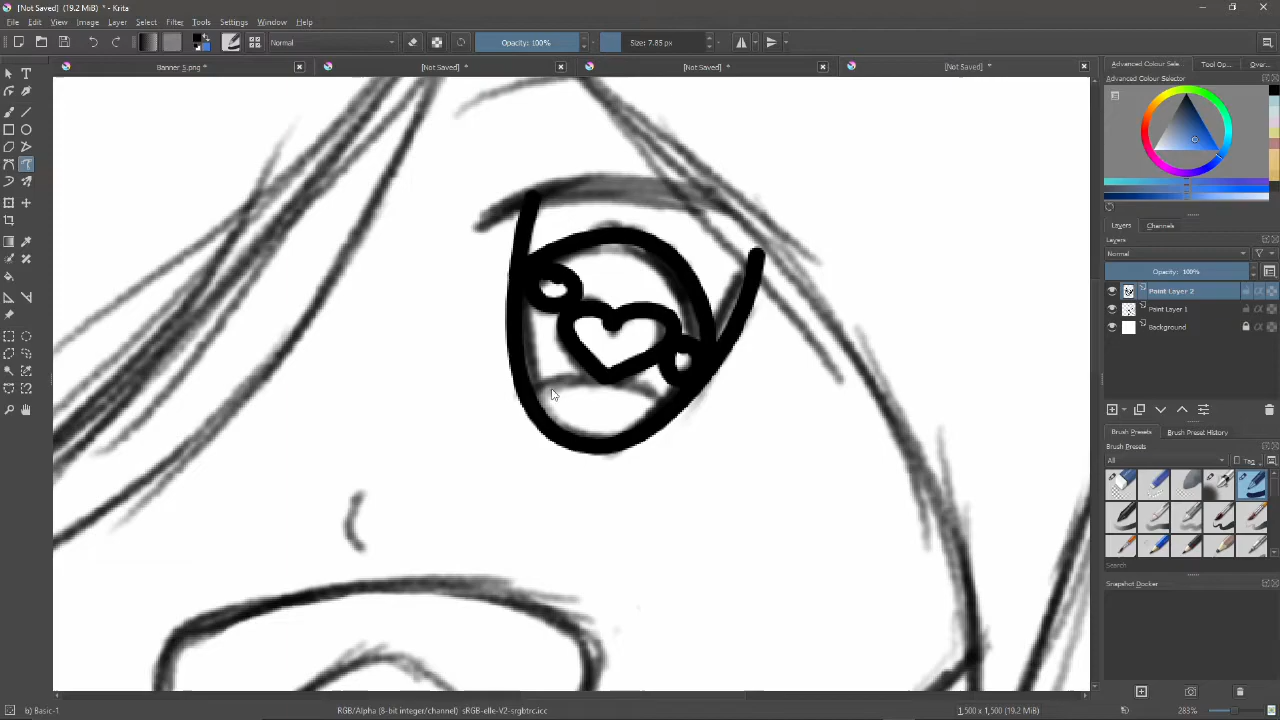 [Not Saved] (19.2 MiB) * - Krita
File Edit View Image Layer Select Filter Tools Settings Window Help
Normal
Opacity: 100%
Size: 7.85 px
Banner S.png*
[Not Saved] *
[Not Saved] *
[Not Saved] *
Advanced Colour Sele...
Tool Op...
Over...
Advanced Colour Selector
Layers
Channels
Layers
Normal
Opacity: 100%
Paint Layer 2
Paint Layer 1
Background
Brush Presets
Brush Preset History
Brush Presets
All
Tag
Search
Snapshot Docker
b) Basic-1
RGB/Alpha (8-bit integer/channel) sRGB-elle-V2-srgbtrc.icc
1,500 x 1,500 (19.2 MiB)
283%